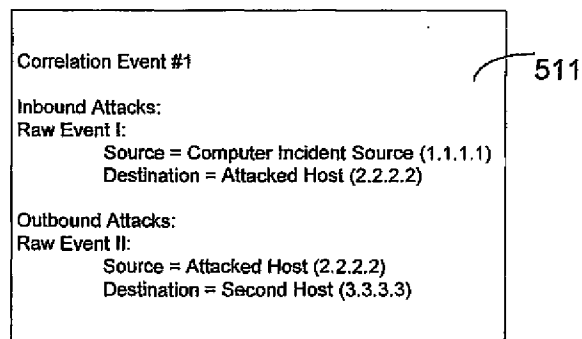 Correlation Event #1
511
Inbound Attacks:
Raw Event I:
Source = Computer Incident Source (1.1.1.1)
Destination = Attacked Host (2.2.2.2)
Outbound Attacks:
Raw Event II:
Source = Attacked Host (2.2.2.2)
Destination = Second Host (3.3.3.3)